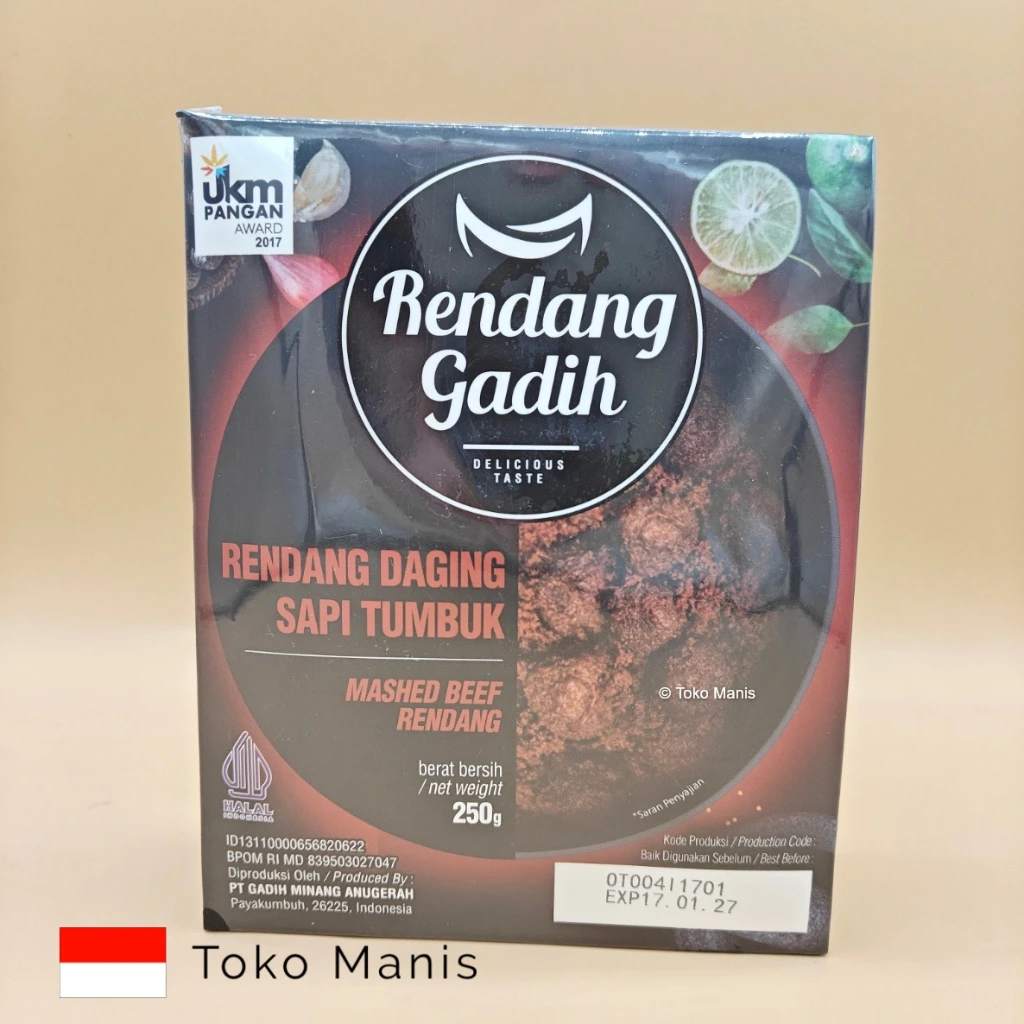 ukm
PANGAN
AWARD
2017
Rendang
Gadih
DELICIOUS
TASTE
RENDANG DAGING
SAPI TUMBUK
MASHED BEEF
RENDANG
© Toko Manis
berat bersih
/ net weight
250g
*Saran Penyajian
HALAL
INDONESIA
ID13110000656820622
BPOM RI MD 839503027047
Diproduksi Oleh / Produced By :
PT GADIH MINANG ANUGERAH
Payakumbuh, 26225, Indonesia
Kode Produksi / Production Code :
Baik Digunakan Sebelum / Best Before :
0T004I1701
EXP17. 01. 27
Toko Manis